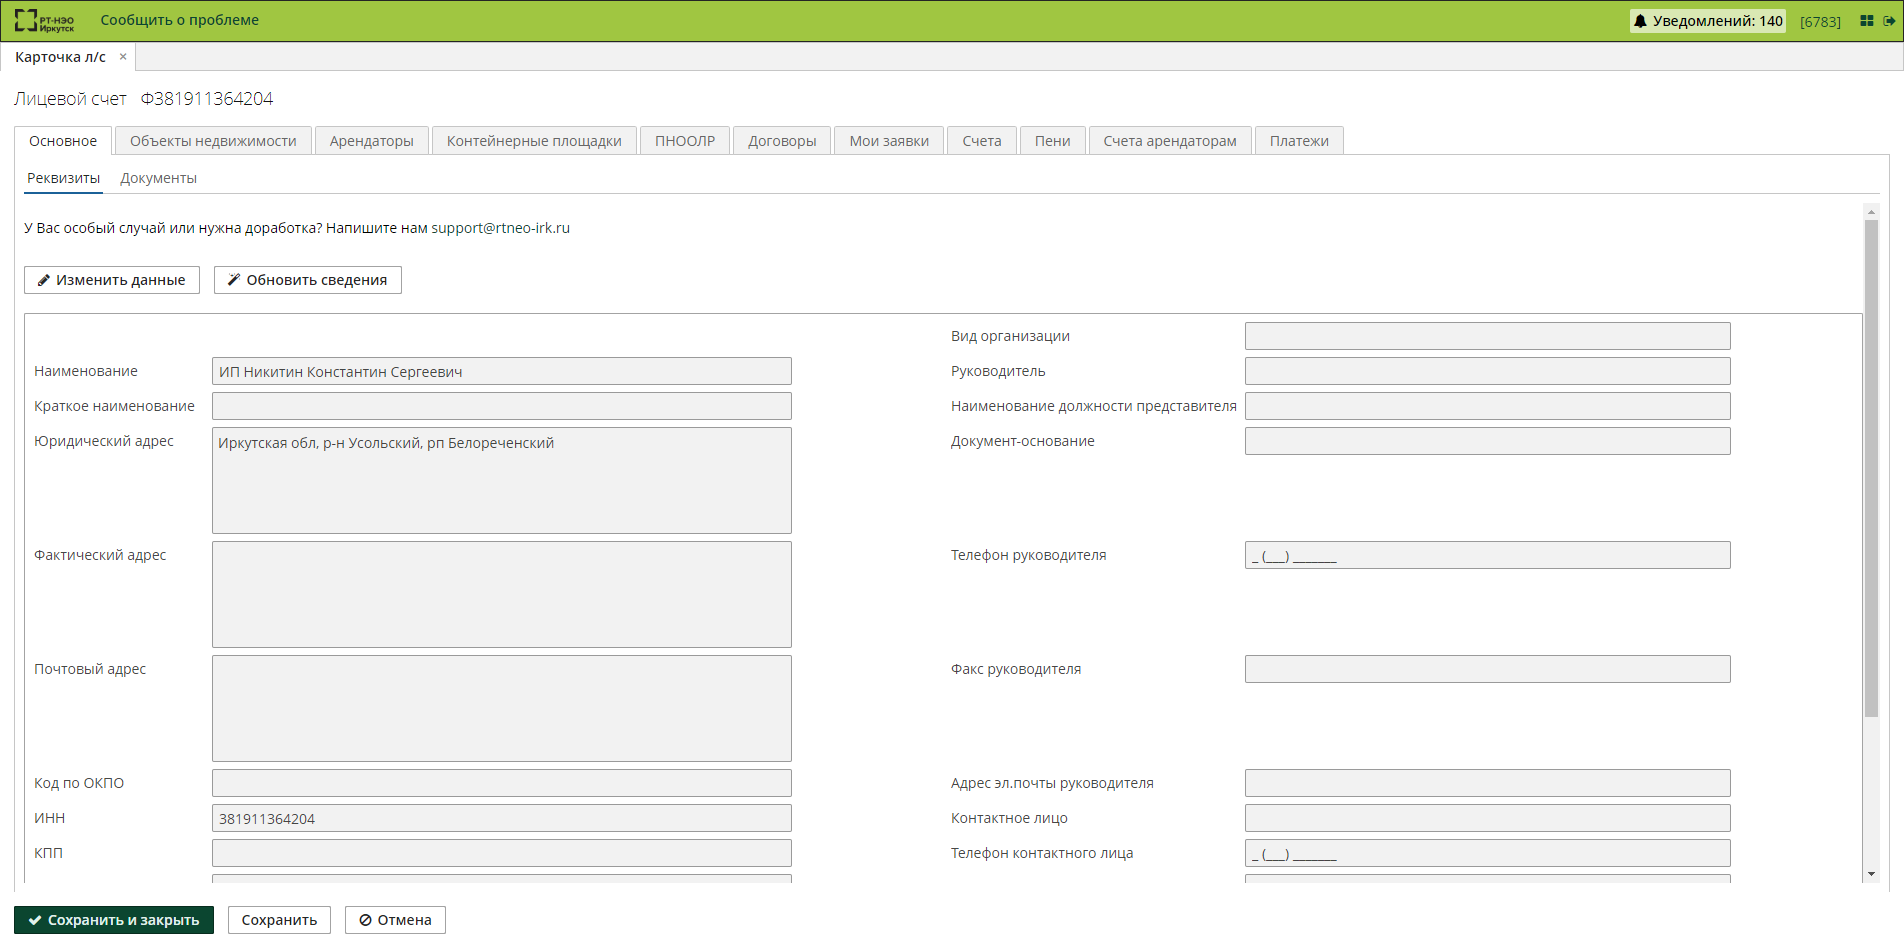 РТ-НЭО
Иркутск
Сообщить о проблеме
Уведомлений: 140
[6783]
Карточка л/с ×
Лицевой счет Ф381911364204
Основное
Объекты недвижимости
Арендаторы
Контейнерные площадки
ПНООЛР
Договоры
Мои заявки
Счета
Пени
Счета арендаторам
Платежи
Реквизиты
Документы
У Вас особый случай или нужна доработка? Напишите нам support@rtneo-irk.ru
Изменить данные
Обновить сведения
Вид организации
Наименование ИП Никитин Константин Сергеевич
Руководитель
Краткое наименование
Наименование должности представителя
Юридический адрес Иркутская обл, р-н Усольский, рп Белореченский
Документ-основание
Фактический адрес
Телефон руководителя _ (___) _______
Почтовый адрес
Факс руководителя
Код по ОКПО
Адрес эл.почты руководителя
ИНН 381911364204
Контактное лицо
КПП
Телефон контактного лица _ (___) _______
Сохранить и закрыть
Сохранить
Отмена